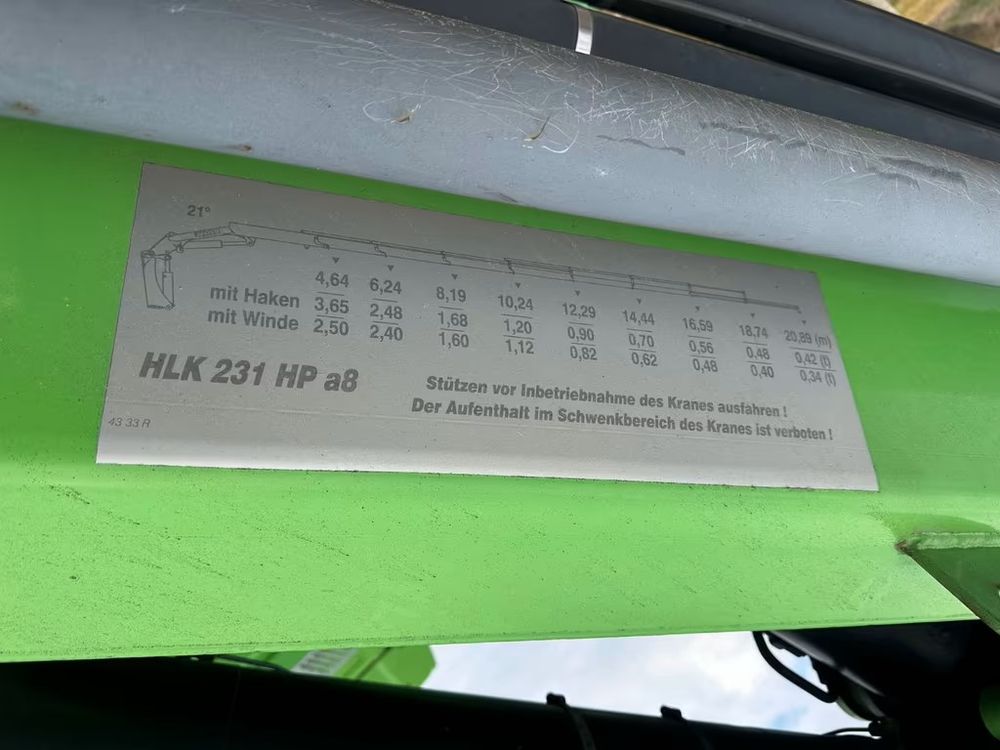 21°
4,64 6,24 8,19 10,24 12,29 14,44 16,59 18,74 20,89 (m)
mit Haken 3,65 2,48 1,68 1,20 0,90 0,70 0,56 0,48 0,42 (t)
mit Winde 2,50 2,40 1,60 1,12 0,82 0,62 0,48 0,40 0,34 (t)
HLK 231 HP a8
Stützen vor Inbetriebnahme des Kranes ausfahren !
Der Aufenthalt im Schwenkbereich des Kranes ist verboten !
43 33 R